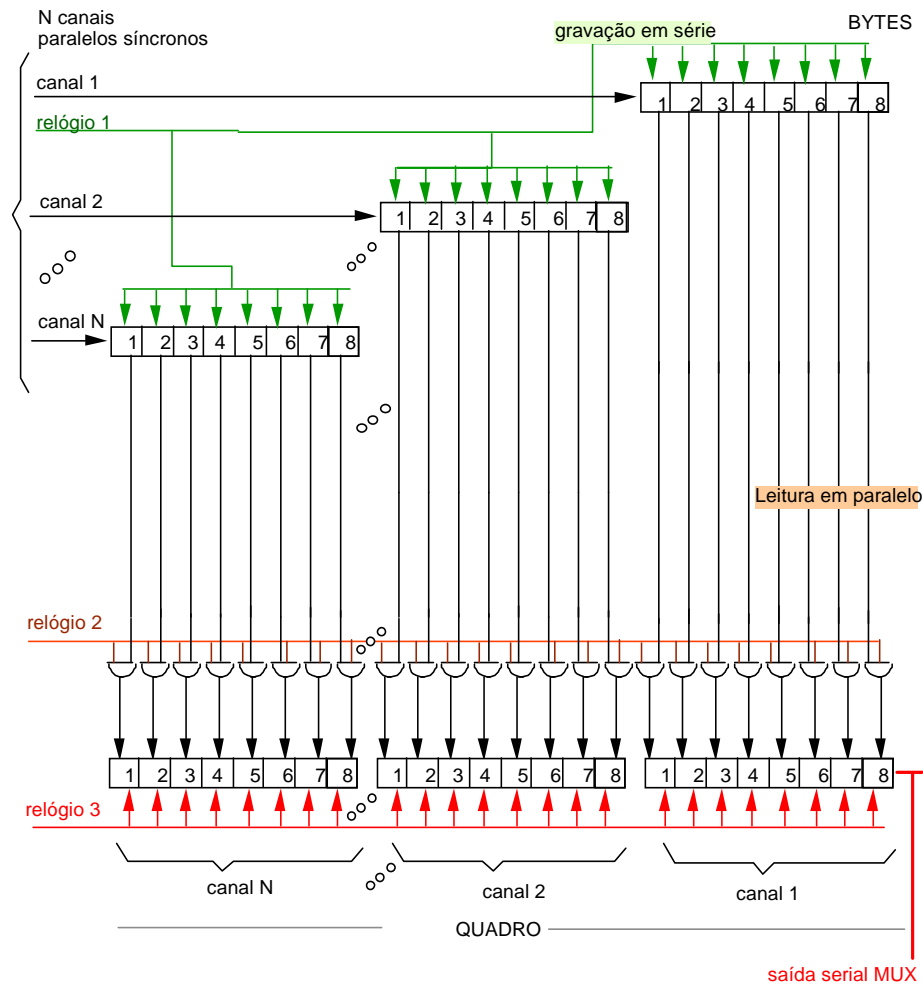 N canais
paralelos síncronos
gravação em série
BYTES
canal 1
1 2 3 4 5 6 7 8
relógio 1
canal 2
1 2 3 4 5 6 7 8
canal N
1 2 3 4 5 6 7 8
Leitura em paralelo
relógio 2
1 2 3 4 5 6 7 8 1 2 3 4 5 6 7 8 1 2 3 4 5 6 7 8
relógio 3
canal N canal 2 canal 1
QUADRO
saída serial MUX